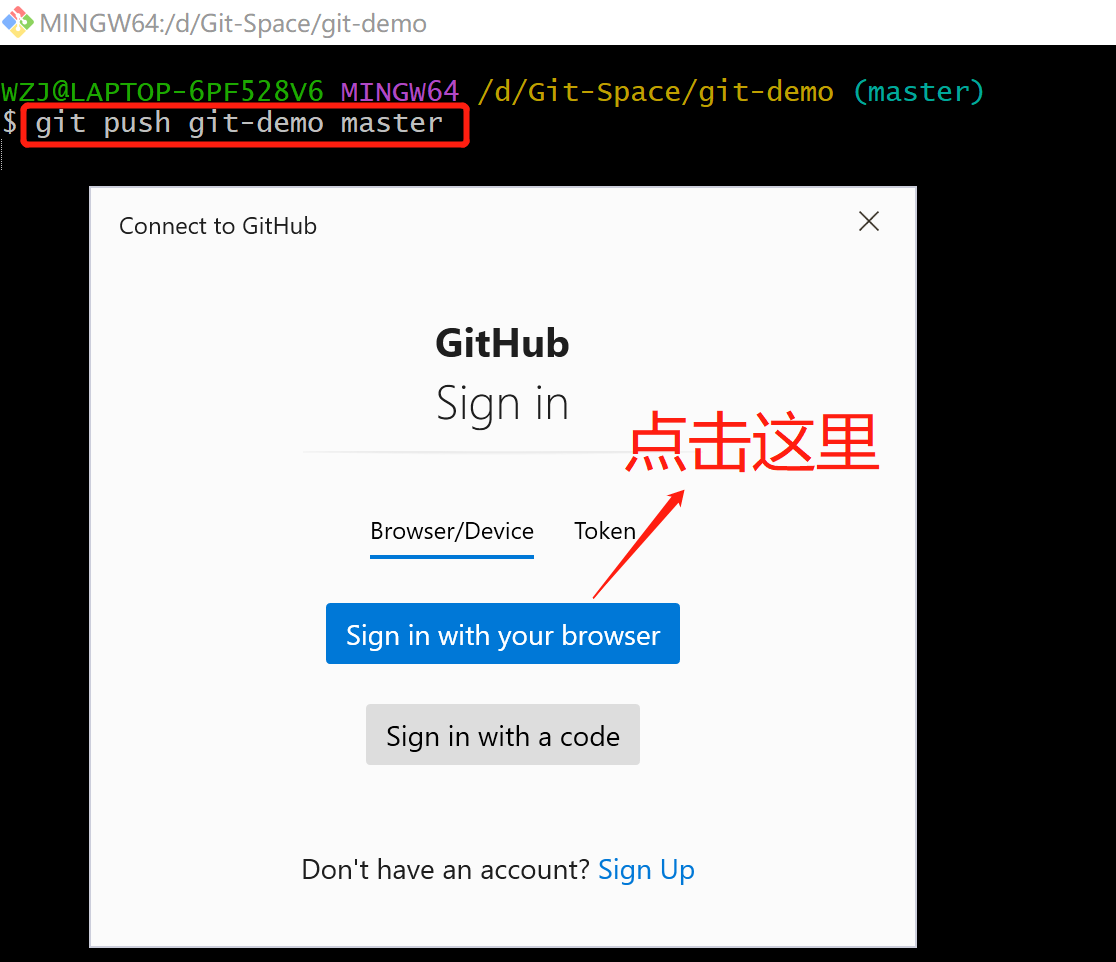 MINGW64:/d/Git-Space/git-demo
WZJ@LAPTOP-6PF528V6 MINGW64 /d/Git-Space/git-demo (master)
$ git push git-demo master
Connect to GitHub
GitHub
Sign in
点击这里
Browser/Device Token
Sign in with your browser
Sign in with a code
Don't have an account? Sign Up